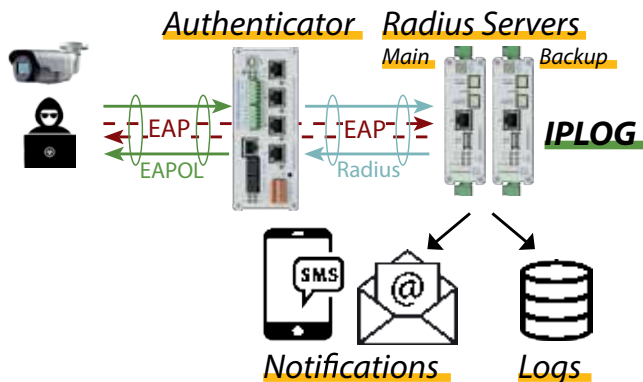 Authenticator
Radius Servers
Main
Backup
EAP
EAP
IPLOG
EAPOL
Radius
SMS
@
Notifications
Logs